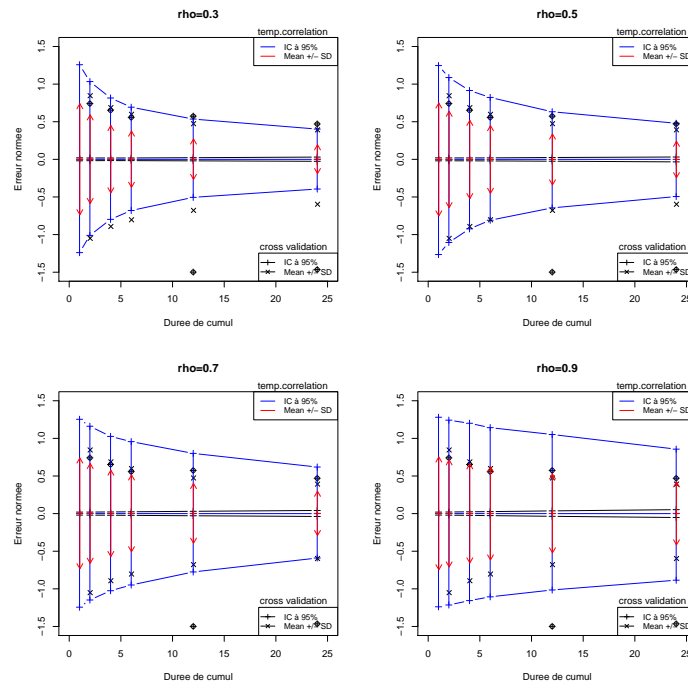 rho=0.3
temp.correlation
IC à 95%
Mean +/− SD
Erreur normee
1.5
1.0
0.5
0.0
−0.5
−1.0
−1.5
cross validation
IC à 95%
Mean +/− SD
0 5 10 15 20 25
Duree de cumul
rho=0.5
temp.correlation
IC à 95%
Mean +/− SD
Erreur normee
1.5
1.0
0.5
0.0
−0.5
−1.0
−1.5
cross validation
IC à 95%
Mean +/− SD
0 5 10 15 20 25
Duree de cumul
rho=0.7
temp.correlation
IC à 95%
Mean +/− SD
Erreur normee
1.5
1.0
0.5
0.0
−0.5
−1.0
−1.5
cross validation
IC à 95%
Mean +/− SD
0 5 10 15 20 25
Duree de cumul
rho=0.9
temp.correlation
IC à 95%
Mean +/− SD
Erreur normee
1.5
1.0
0.5
0.0
−0.5
−1.0
−1.5
cross validation
IC à 95%
Mean +/− SD
0 5 10 15 20 25
Duree de cumul